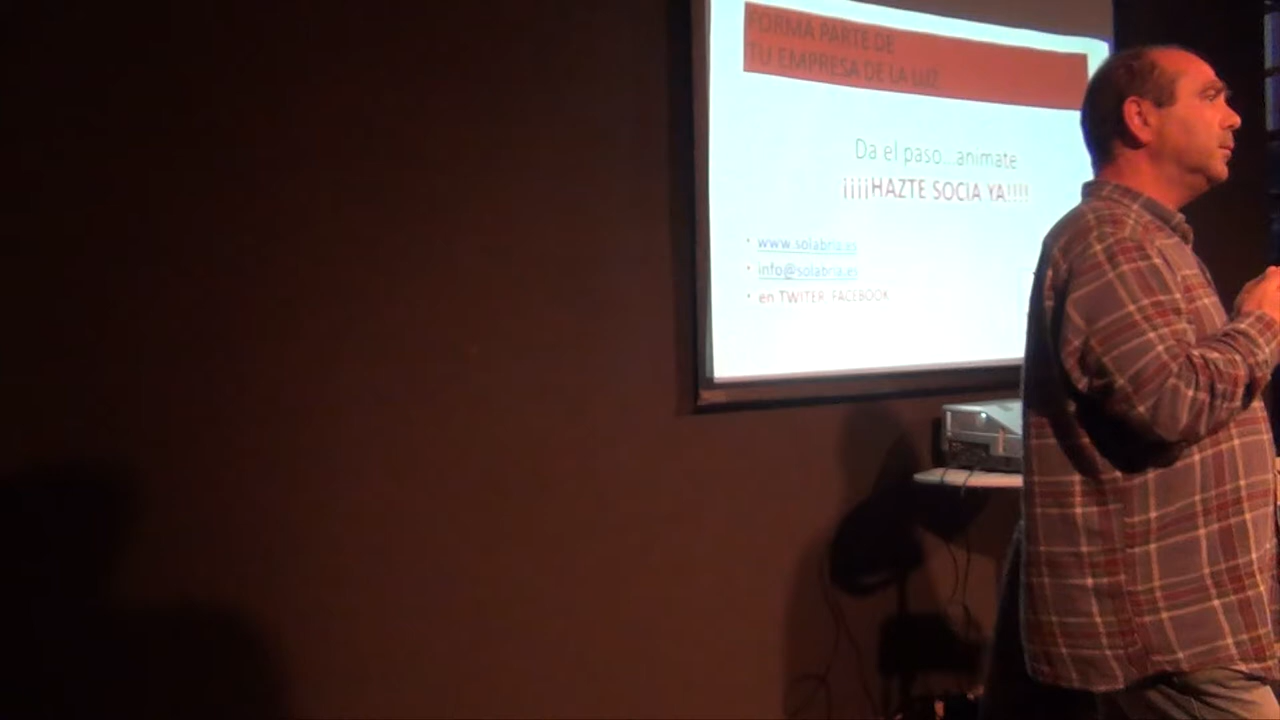 FORMA PARTE DE
TU EMPRESA DE LA LUZ
Da el paso...animate
¡¡¡¡HAZTE SOCIA YA!!!!
• www.solabria.es
• info@solabria.es
• en TWITER, FACEBOOK